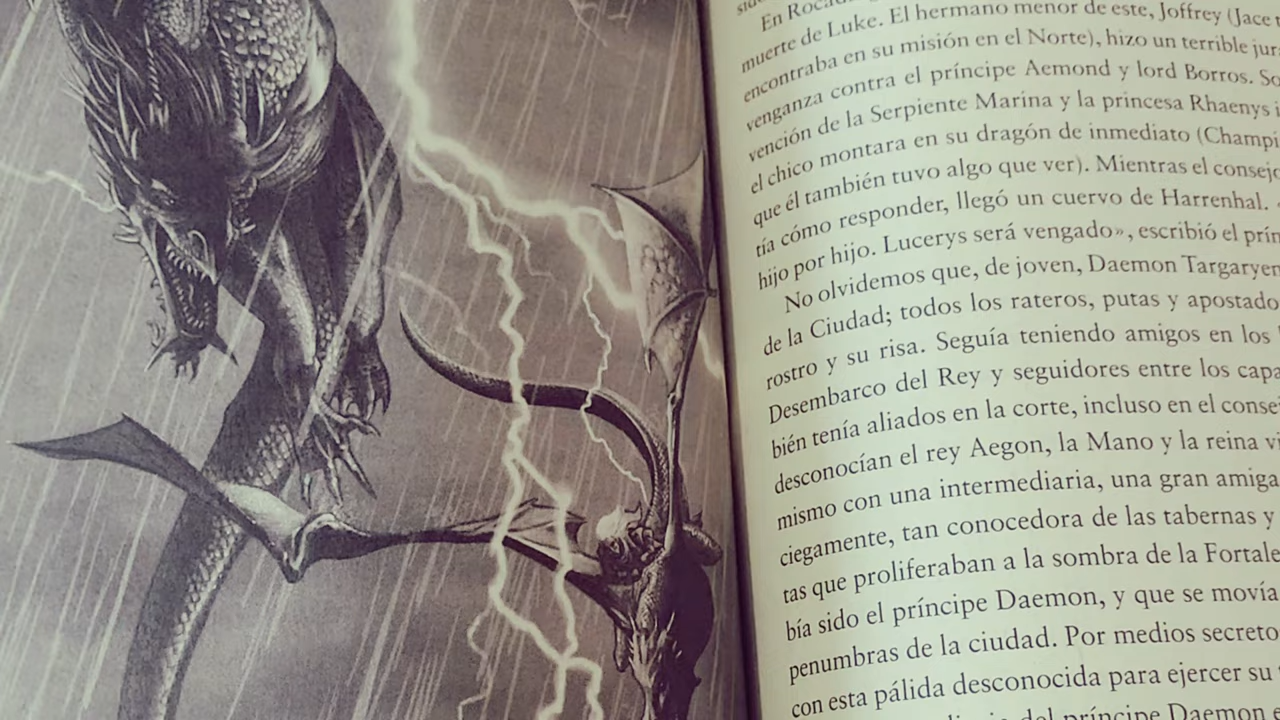 En Rocad
muerte de Luke. El hermano menor de este, Joffrey (Jace
encontraba en su misión en el Norte), hizo un terrible jur
venganza contra el príncipe Aemond y lord Borros. So
vención de la Serpiente Marina y la princesa Rhaenys i
el chico montara en su dragón de inmediato (Champi
que él también tuvo algo que ver). Mientras el consej
tía cómo responder, llegó un cuervo de Harrenhal.
hijo por hijo. Lucerys será vengado», escribió el prín
No olvidemos que, de joven, Daemon Targaryen
de la Ciudad; todos los rateros, putas y apostado
rostro y su risa. Seguía teniendo amigos en los
Desembarco del Rey y seguidores entre los capa
bién tenía aliados en la corte, incluso en el conse
desconocían el rey Aegon, la Mano y la reina v
mismo con una intermediaria, una gran amiga
ciegamente, tan conocedora de las tabernas y
tas que proliferaban a la sombra de la Fortale
bía sido el príncipe Daemon, y que se movía
penumbras de la ciudad. Por medios secreto
con esta pálida desconocida para ejercer su
del príncipe Daemon e